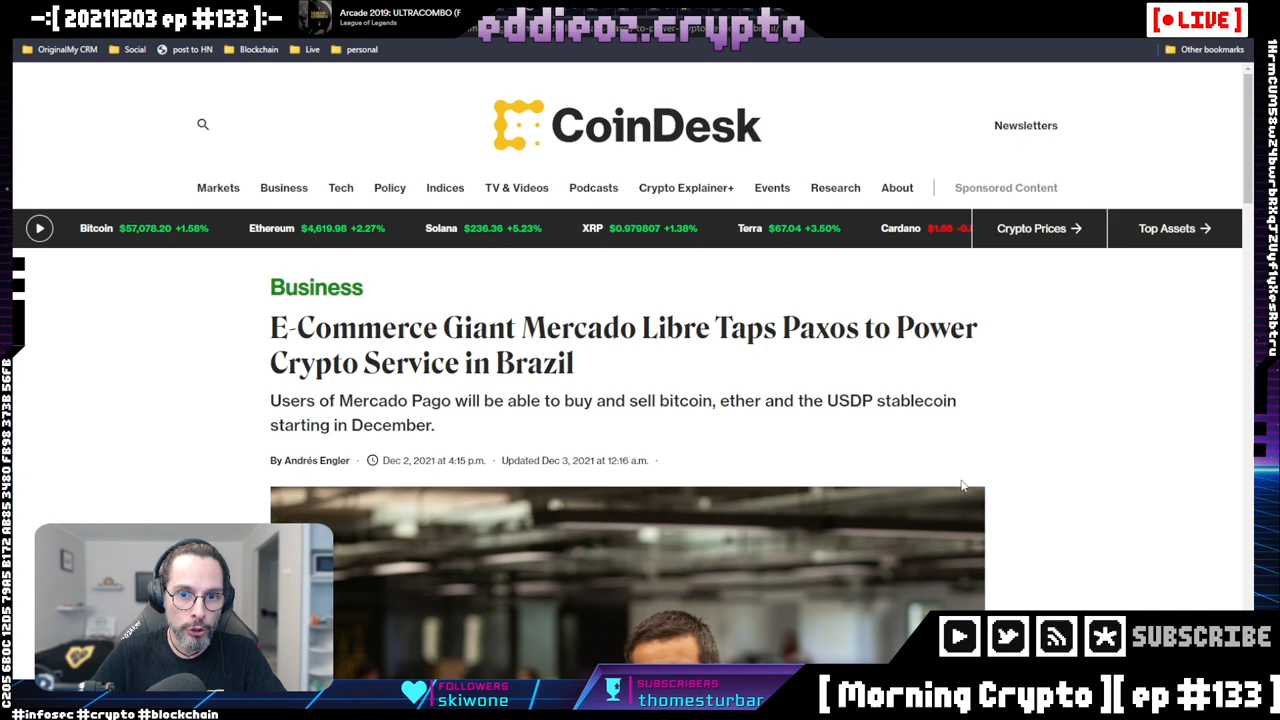 -:[ 20211203 ep #133 ]:-
Arcade 2019: ULTRACOMBO (F
League of Legends
eddieoz.crypto
[● LIVE ]
OriginalMy CRM Social post to HN Blockchain Live personal Other bookmarks
CoinDesk
Newsletters
Markets Business Tech Policy Indices TV & Videos Podcasts Crypto Explainer+ Events Research About Sponsored Content
Bitcoin $57,078.20 +1.58% Ethereum $4,619.98 +2.27% Solana $236.36 +5.23% XRP $0.979807 +1.38% Terra $67.04 +3.50% Cardano Crypto Prices → Top Assets →
Business
E-Commerce Giant Mercado Libre Taps Paxos to Power
Crypto Service in Brazil
Users of Mercado Pago will be able to buy and sell bitcoin, ether and the USDP stablecoin
starting in December.
By Andrés Engler · Dec 2, 2021 at 4:15 p.m. · Updated Dec 3, 2021 at 12:16 a.m. ·
SUBSCRIBE
FOLLOWERS
skiwone
SUBSCRIBERS
thomesturbar
[ Morning Crypto ][ ep #133 ]
#infosec #crypto #blockchain